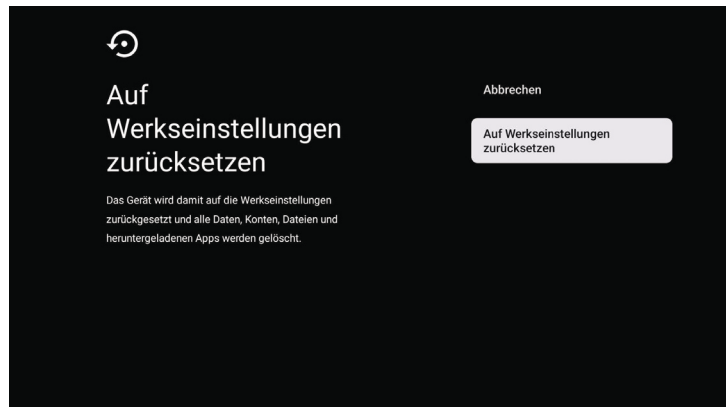 Auf
Werkseinstellungen
zurücksetzen
Das Gerät wird damit auf die Werkseinstellungen
zurückgesetzt und alle Daten, Konten, Dateien und
heruntergeladenen Apps werden gelöscht.
Abbrechen
Auf Werkseinstellungen
zurücksetzen